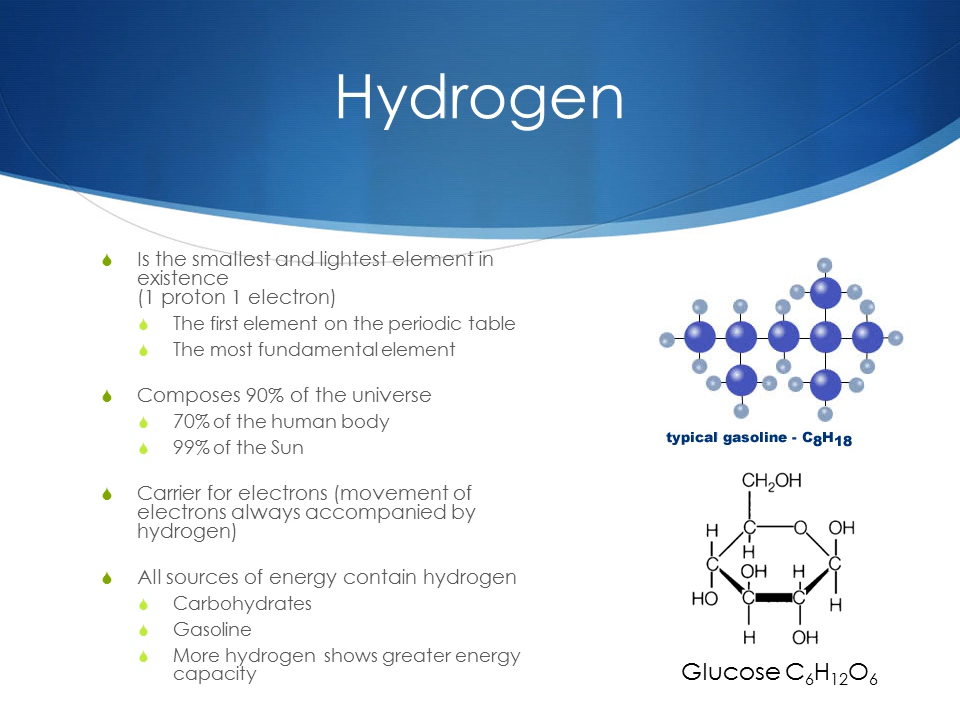 Hydrogen
Is the smallest and lightest element in
existence
(1 proton 1 electron)
The first element on the periodic table
The most fundamental element
Composes 90% of the universe
70% of the human body
99% of the Sun
Carrier for electrons (movement of
electrons always accompanied by
hydrogen)
All sources of energy contain hydrogen
Carbohydrates
Gasoline
More hydrogen shows greater energy
capacity
typical gasoline - C8H18
CH2OH
H C O OH
H
C OH H C
HO C C H
H OH
Glucose C6H12O6